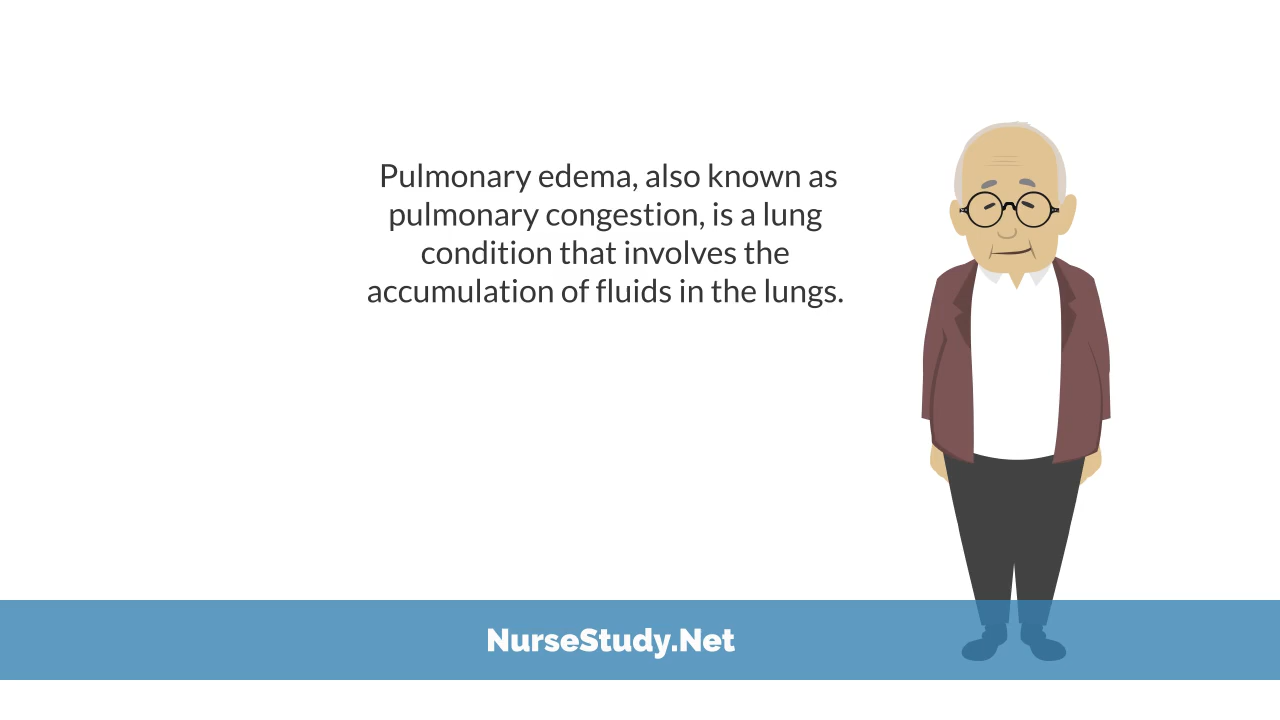 Pulmonary edema, also known as
pulmonary congestion, is a lung
condition that involves the
accumulation of fluids in the lungs.
NurseStudy.Net